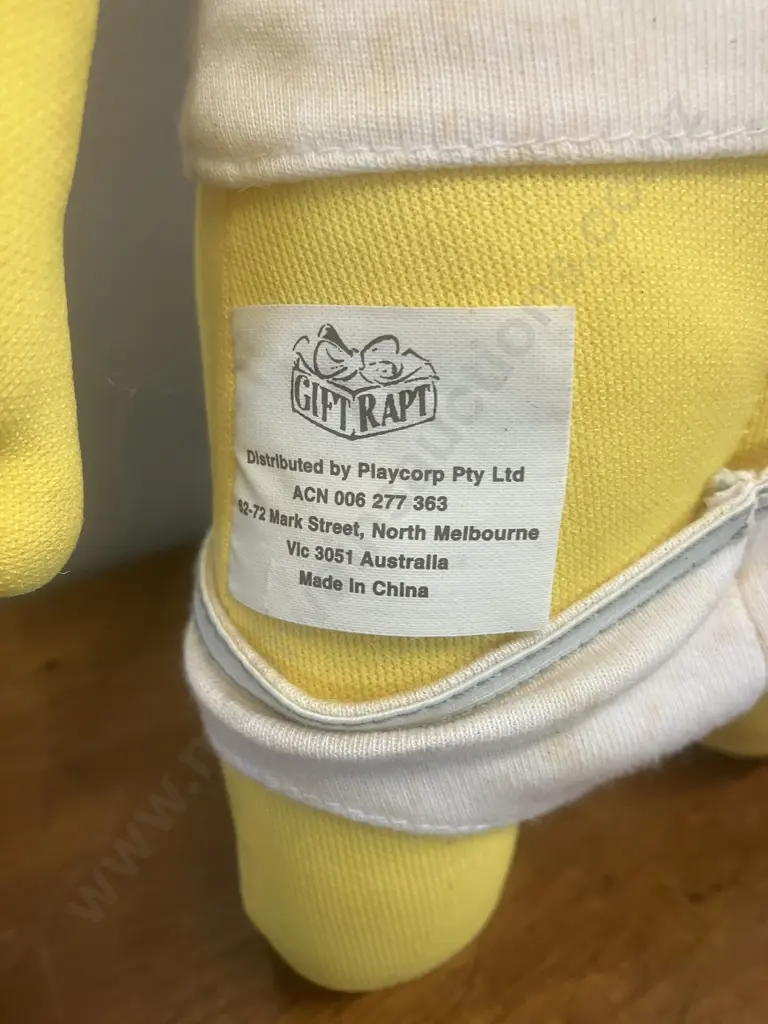 GIFT RAPT
Distributed by Playcorp Pty Ltd
ACN 006 277 363
62-72 Mark Street, North Melbourne
Vic 3051 Australia
Made in China